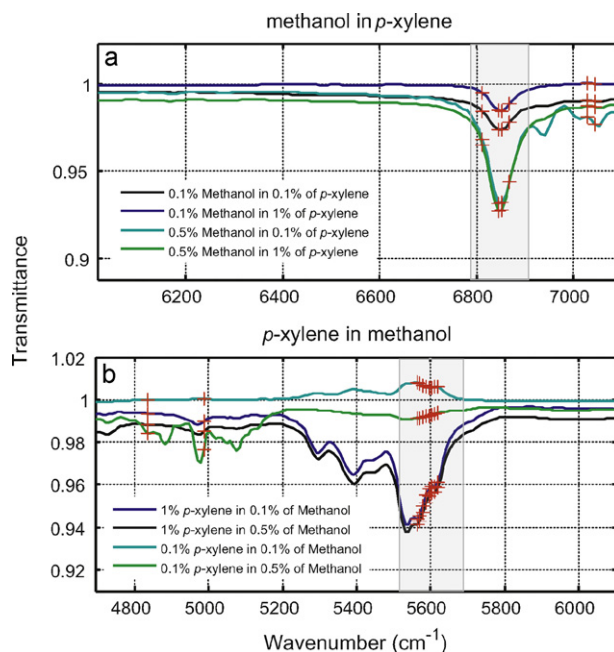 methanol in p-xylene
a
1
0.95
0.9
0.1% Methanol in 0.1% of p-xylene
0.1% Methanol in 1% of p-xylene
0.5% Methanol in 0.1% of p-xylene
0.5% Methanol in 1% of p-xylene
6200 6400 6600 6800 7000
Transmittance
p-xylene in methanol
b
1.02
1
0.98
0.96
0.94
0.92
1% p-xylene in 0.1% of Methanol
1% p-xylene in 0.5% of Methanol
0.1% p-xylene in 0.1% of Methanol
0.1% p-xylene in 0.5% of Methanol
4800 5000 5200 5400 5600 5800 6000
Wavenumber (cm⁻¹)